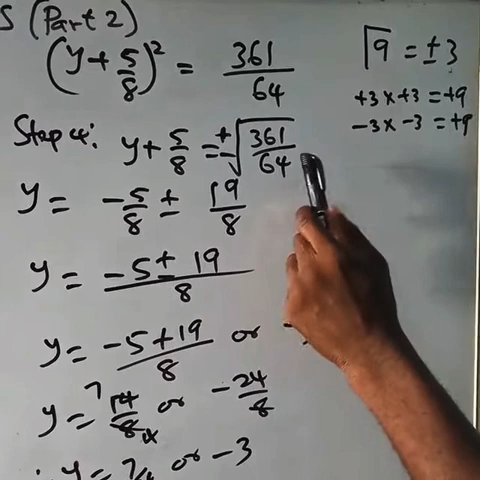 S (Part 2)
(y + 5/8)² = 361/64
√9 = ±3
+3 x +3 = +9
-3 x -3 = +9
Step 4: y + 5/8 = ±√361/64
y = -5/8 ± 19/8
y = -5 ± 19/8
y = -5 + 19/8 or -
y = 7 14/8 4 or -24/8
∴ y = 7/4 or -3